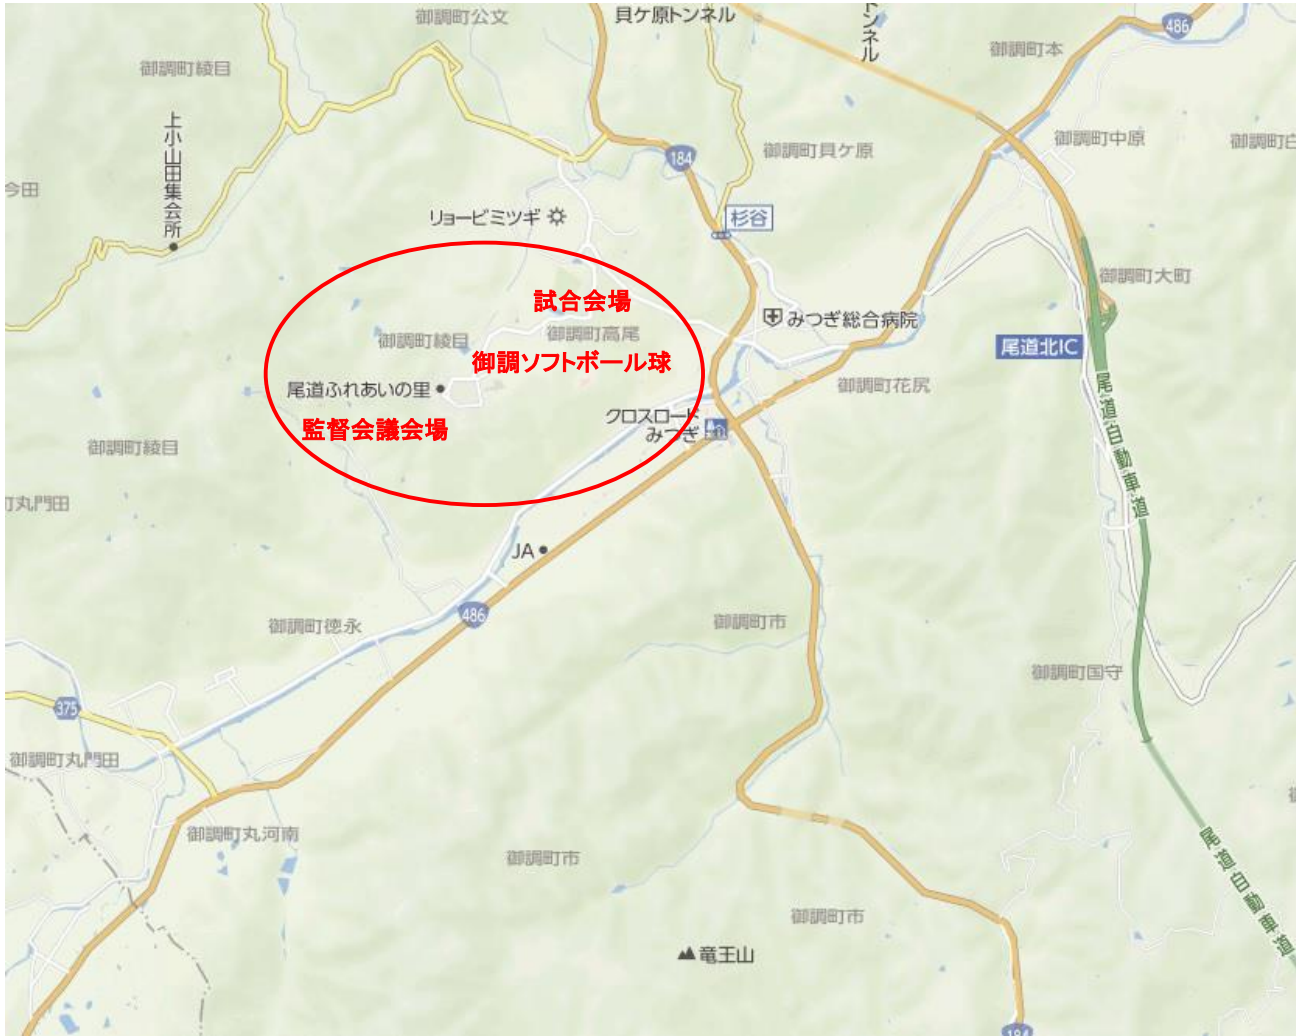 御調町公文
貝ケ原トンネル
トンネル
486
御調町本
御調町綾目
上小山田集会所
184
御調町貝ケ原
御調町中原
御調町白
今田
リョービミツギ
杉谷
御調町大町
試合会場
御調町綾目
御調町高尾
みつぎ総合病院
尾道北IC
御調ソフトボール球
尾道ふれあいの里
御調町花尻
クロスロード
みつぎ
監督会議会場
御調町綾目
尾道自動車道
町丸門田
JA
486
御調町徳永
御調町市
御調町国守
375
御調町丸門田
御調町丸河南
御調町市
尾道自動車道
御調町市
竜王山
184